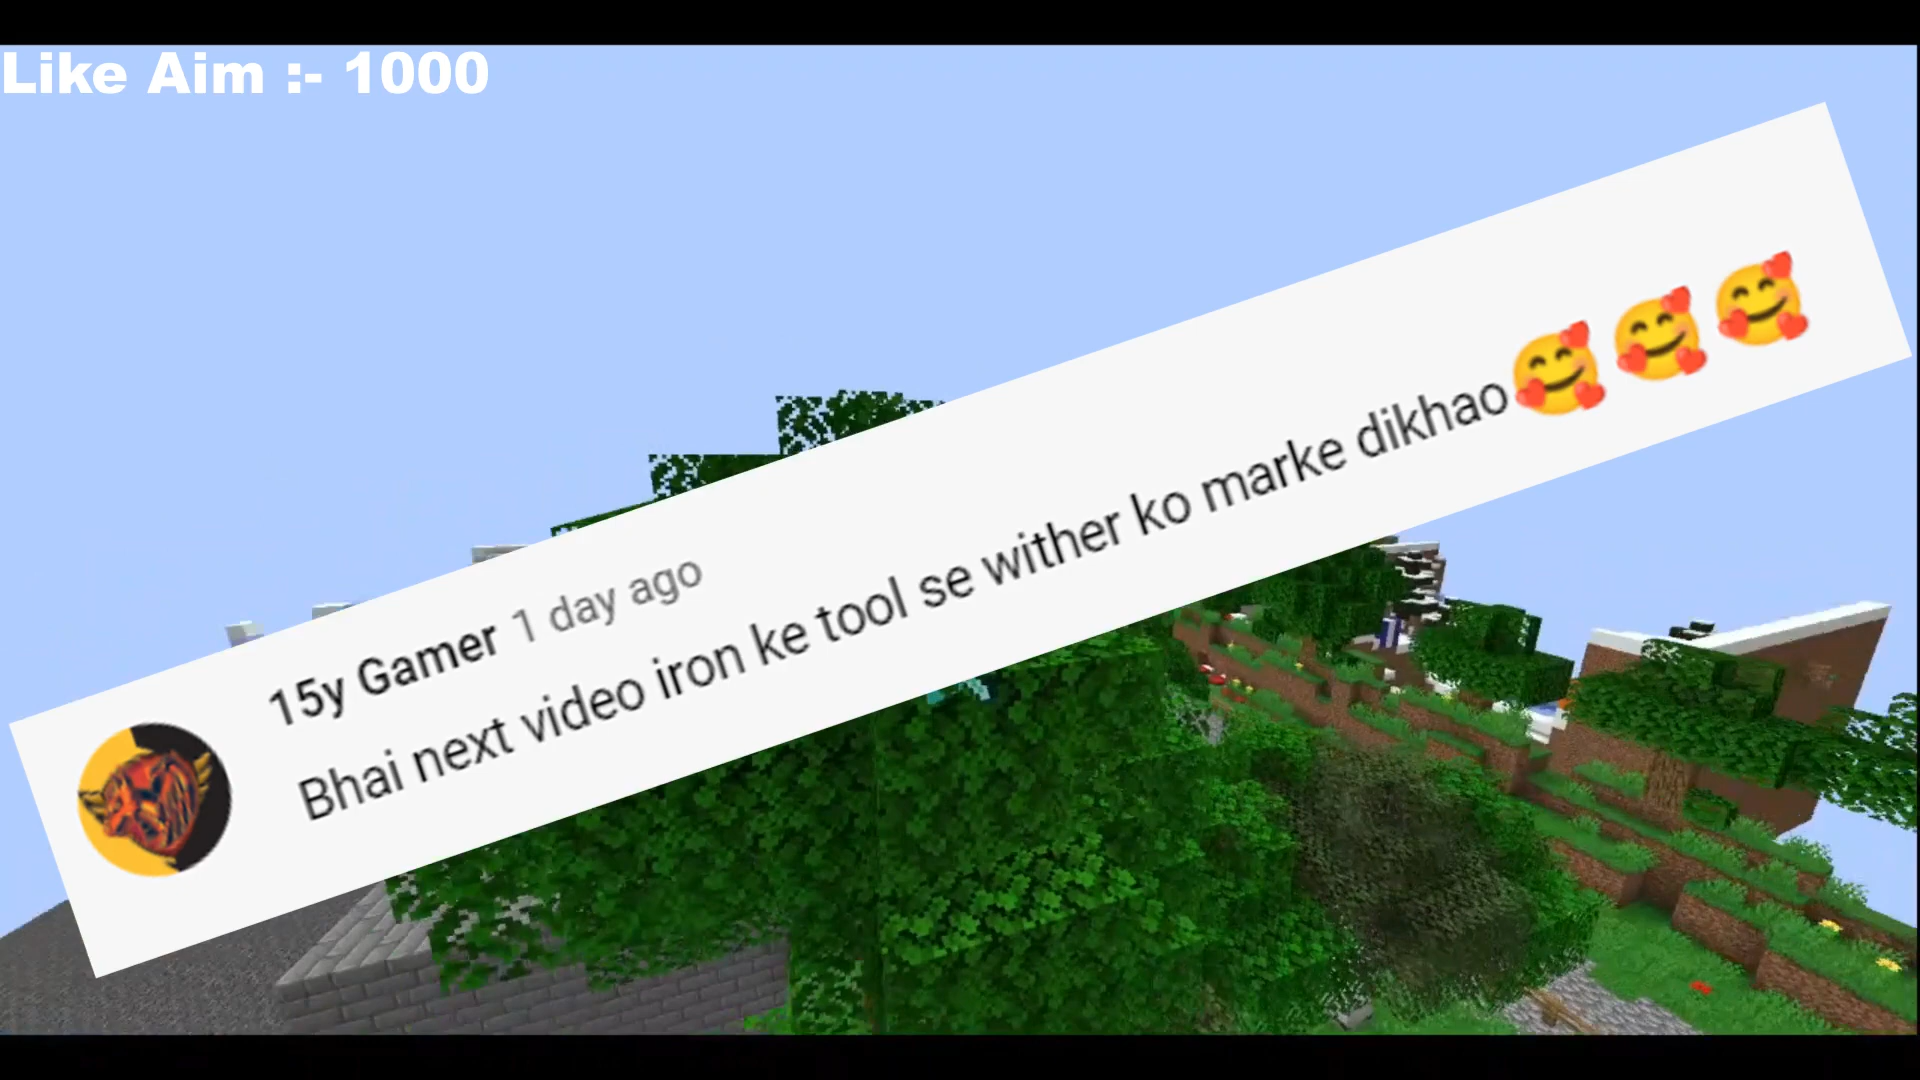 Like Aim :- 1000
15y Gamer 1 day ago
Bhai next video iron ke tool se wither ko marke dikhao🥰🥰🥰